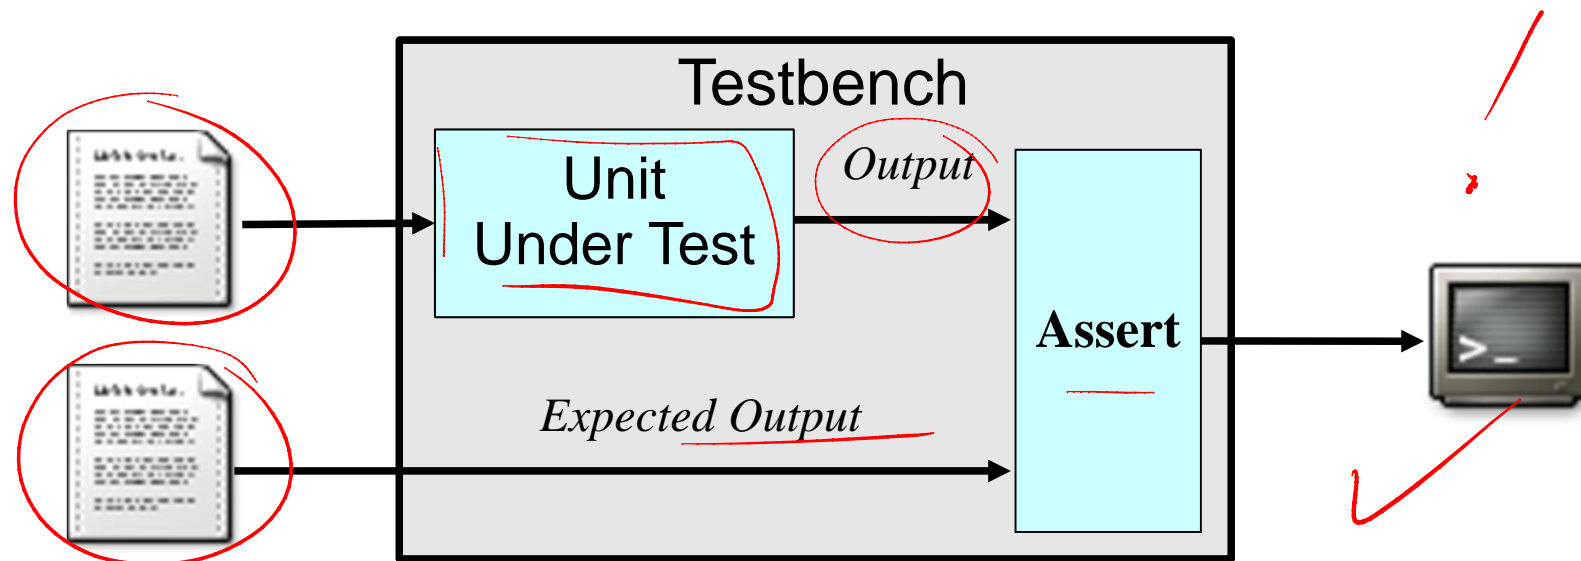 Testbench
Unit
Under Test
Output
Assert
Expected Output
>_